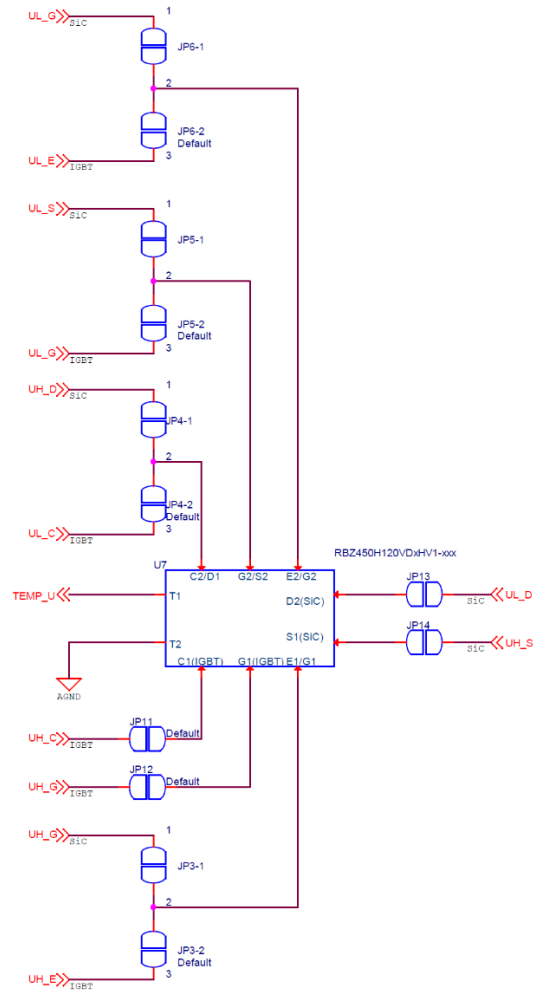 UL_G
SiC
1
JP6-1
2
JP6-2
Default
UL_E
IGBT
3
UL_S
SiC
1
JP5-1
2
JP5-2
Default
UL_G
IGBT
3
UH_D
SiC
1
JP4-1
2
JP4-2
Default
UL_C
IGBT
3
RBZ450H120VDxHV1-xxx
U7
C2/D1 G2/S2 E2/G2
JP13
TEMP_U
T1
D2(SiC)
SiC
UL_D
JP14
T2
S1(SiC)
SiC
UH_S
C1(IGBT) G1(IGBT) E1/G1
AGND
JP11
Default
UH_C
IGBT
JP12
Default
UH_G
IGBT
UH_G
SiC
1
JP3-1
2
JP3-2
Default
UH_E
IGBT
3